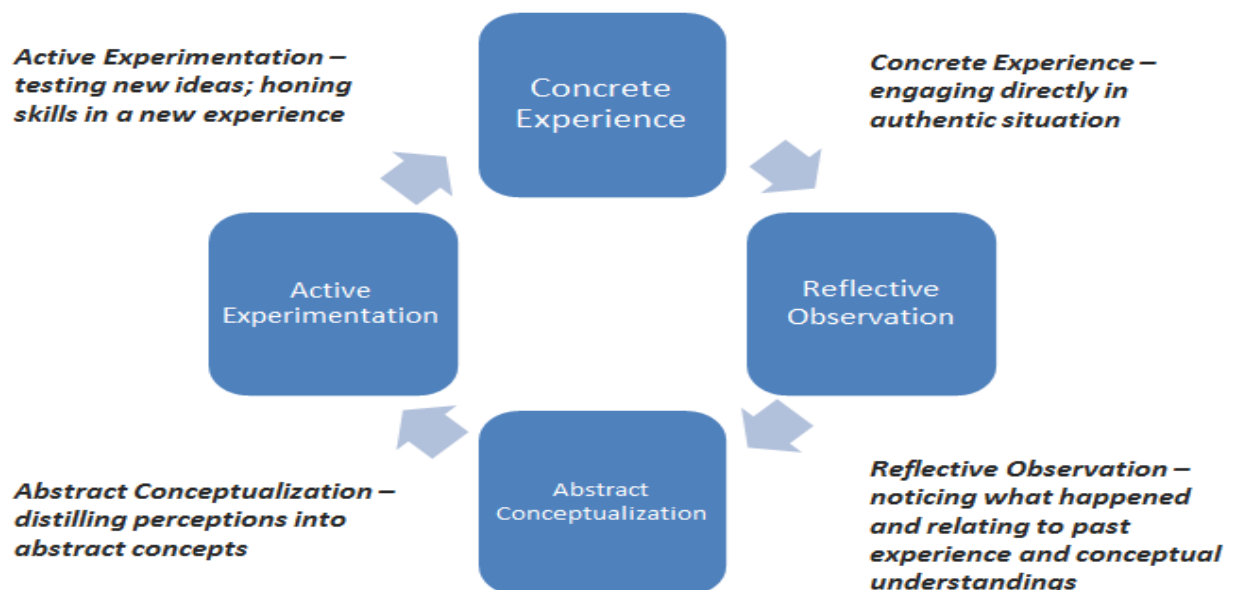 Active Experimentation –
testing new ideas; honing
skills in a new experience
Concrete
Experience
Concrete Experience –
engaging directly in
authentic situation
Active
Experimentation
Reflective
Observation
Abstract Conceptualization –
distilling perceptions into
abstract concepts
Abstract
Conceptualization
Reflective Observation –
noticing what happened
and relating to past
experience and conceptual
understandings